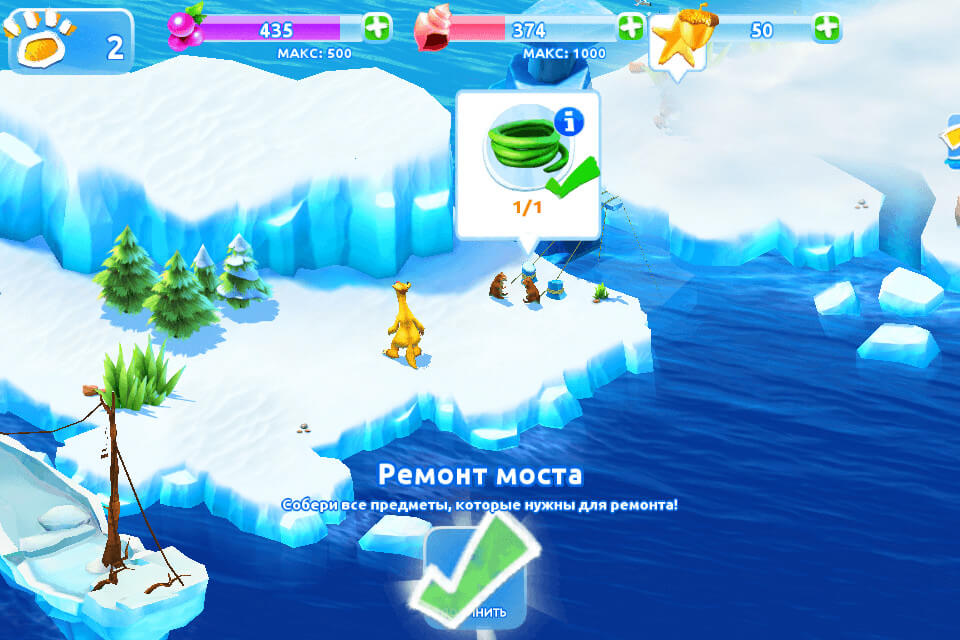 2
435
МАКС: 500
374
МАКС: 1000
50
i
1/1
Ремонт моста
Собери все предметы, которые нужны для ремонта!